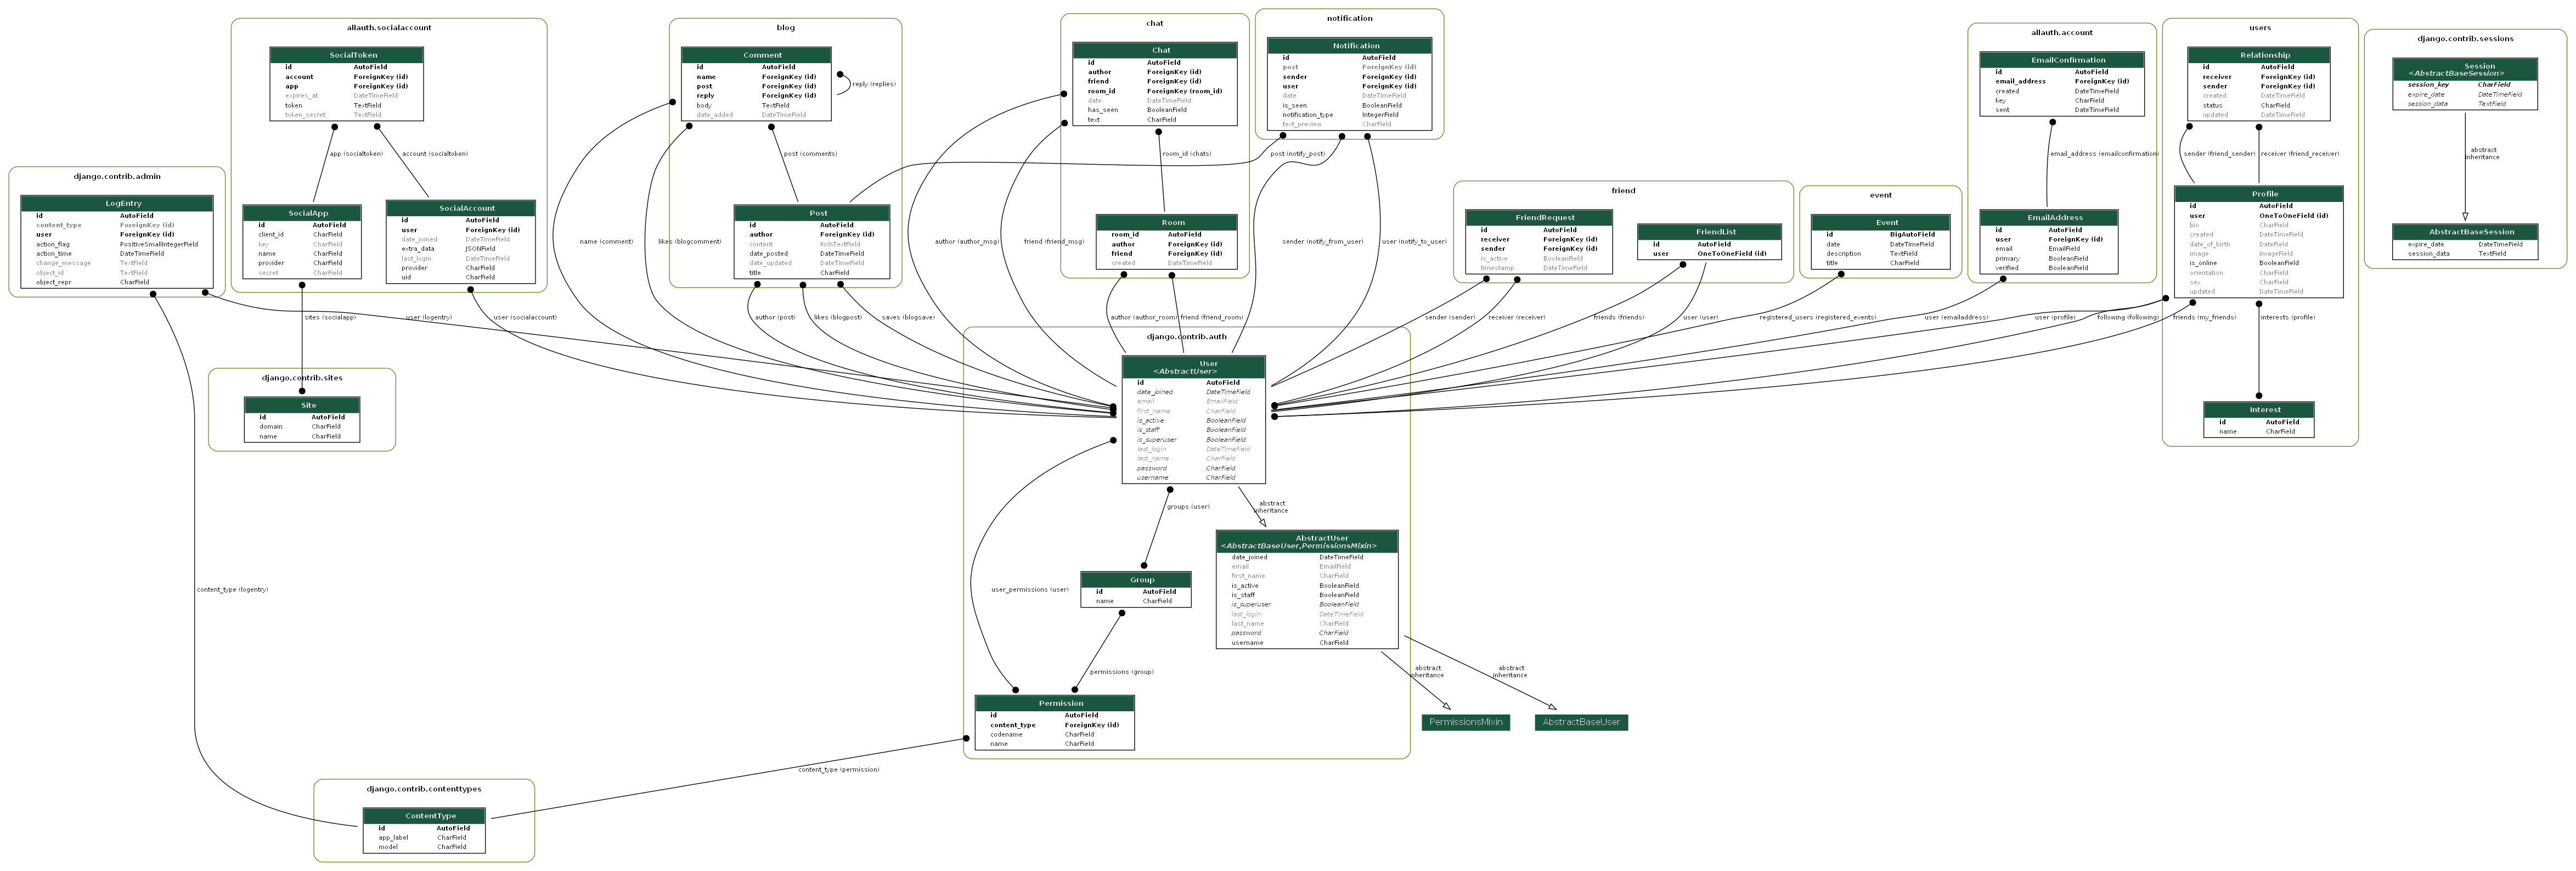 allauth.socialaccount
SocialToken
id AutoField
account ForeignKey (id)
app ForeignKey (id)
expires_at DateTimeField
token TextField
token_secret TextField
app (socialtoken)
account (socialtoken)
SocialApp
id AutoField
client_id CharField
key CharField
name CharField
provider CharField
secret CharField
SocialAccount
id AutoField
user ForeignKey (id)
date_joined DateTimeField
extra_data JSONField
last_login DateTimeField
provider CharField
uid CharField
django.contrib.admin
LogEntry
id AutoField
content_type ForeignKey (id)
user ForeignKey (id)
action_flag PositiveSmallIntegerField
action_time DateTimeField
change_message TextField
object_id TextField
object_repr CharField
blog
Comment
id AutoField
name ForeignKey (id)
post ForeignKey (id)
reply ForeignKey (id)
body TextField
date_added DateTimeField
reply (replies)
post (comments)
Post
id AutoField
author ForeignKey (id)
content RichTextField
date_posted DateTimeField
date_updated DateTimeField
title CharField
name (comment)
likes (blogcomment)
chat
Chat
id AutoField
author ForeignKey (id)
friend ForeignKey (id)
room_id ForeignKey (room_id)
date DateTimeField
has_seen BooleanField
text CharField
room_id (chats)
Room
room_id AutoField
author ForeignKey (id)
friend ForeignKey (id)
created DateTimeField
author (author_msg)
friend (friend_msg)
notification
Notification
id AutoField
post ForeignKey (id)
sender ForeignKey (id)
user ForeignKey (id)
date DateTimeField
is_seen BooleanField
notification_type IntegerField
text_preview CharField
post (notify_post)
sender (notify_from_user)
user (notify_to_user)
friend
FriendRequest
id AutoField
receiver ForeignKey (id)
sender ForeignKey (id)
is_active BooleanField
timestamp DateTimeField
FriendList
id AutoField
user OneToOneField (id)
event
Event
id BigAutoField
date DateTimeField
description TextField
title CharField
allauth.account
EmailConfirmation
id AutoField
email_address ForeignKey (id)
created DateTimeField
key CharField
sent DateTimeField
email_address (emailconfirmation)
EmailAddress
id AutoField
user ForeignKey (id)
email EmailField
primary BooleanField
verified BooleanField
users
Relationship
id AutoField
receiver ForeignKey (id)
sender ForeignKey (id)
created DateTimeField
status CharField
updated DateTimeField
sender (friend_sender)
receiver (friend_receiver)
Profile
id AutoField
user OneToOneField (id)
bio CharField
created DateTimeField
date_of_birth DateField
image ImageField
is_online BooleanField
orientation CharField
sex CharField
updated DateTimeField
interests (profile)
Interest
id AutoField
name CharField
django.contrib.sessions
Session
<AbstractBaseSession>
session_key CharField
expire_date DateTimeField
session_data TextField
abstract
inheritance
AbstractBaseSession
expire_date DateTimeField
session_data TextField
sites (socialapp)
user (logentry)
user (socialaccount)
author (post)
likes (blogpost)
saves (blogsave)
author (author_room)
friend (friend_room)
sender (sender)
receiver (receiver)
friends (friends)
user (user)
registered_users (registered_events)
user (emailaddress)
user (profile)
following (following)
friends (my_friends)
django.contrib.sites
Site
id AutoField
domain CharField
name CharField
django.contrib.auth
User
<AbstractUser>
id AutoField
date_joined DateTimeField
email EmailField
first_name CharField
is_active BooleanField
is_staff BooleanField
is_superuser BooleanField
last_login DateTimeField
last_name CharField
password CharField
username CharField
groups (user)
abstract
inheritance
user_permissions (user)
Group
id AutoField
name CharField
AbstractUser
<AbstractBaseUser,PermissionsMixin>
date_joined DateTimeField
email EmailField
first_name CharField
is_active BooleanField
is_staff BooleanField
is_superuser BooleanField
last_login DateTimeField
last_name CharField
password CharField
username CharField
permissions (group)
abstract
inheritance
abstract
inheritance
Permission
id AutoField
content_type ForeignKey (id)
codename CharField
name CharField
PermissionsMixin
AbstractBaseUser
content_type (logentry)
content_type (permission)
django.contrib.contenttypes
ContentType
id AutoField
app_label CharField
model CharField